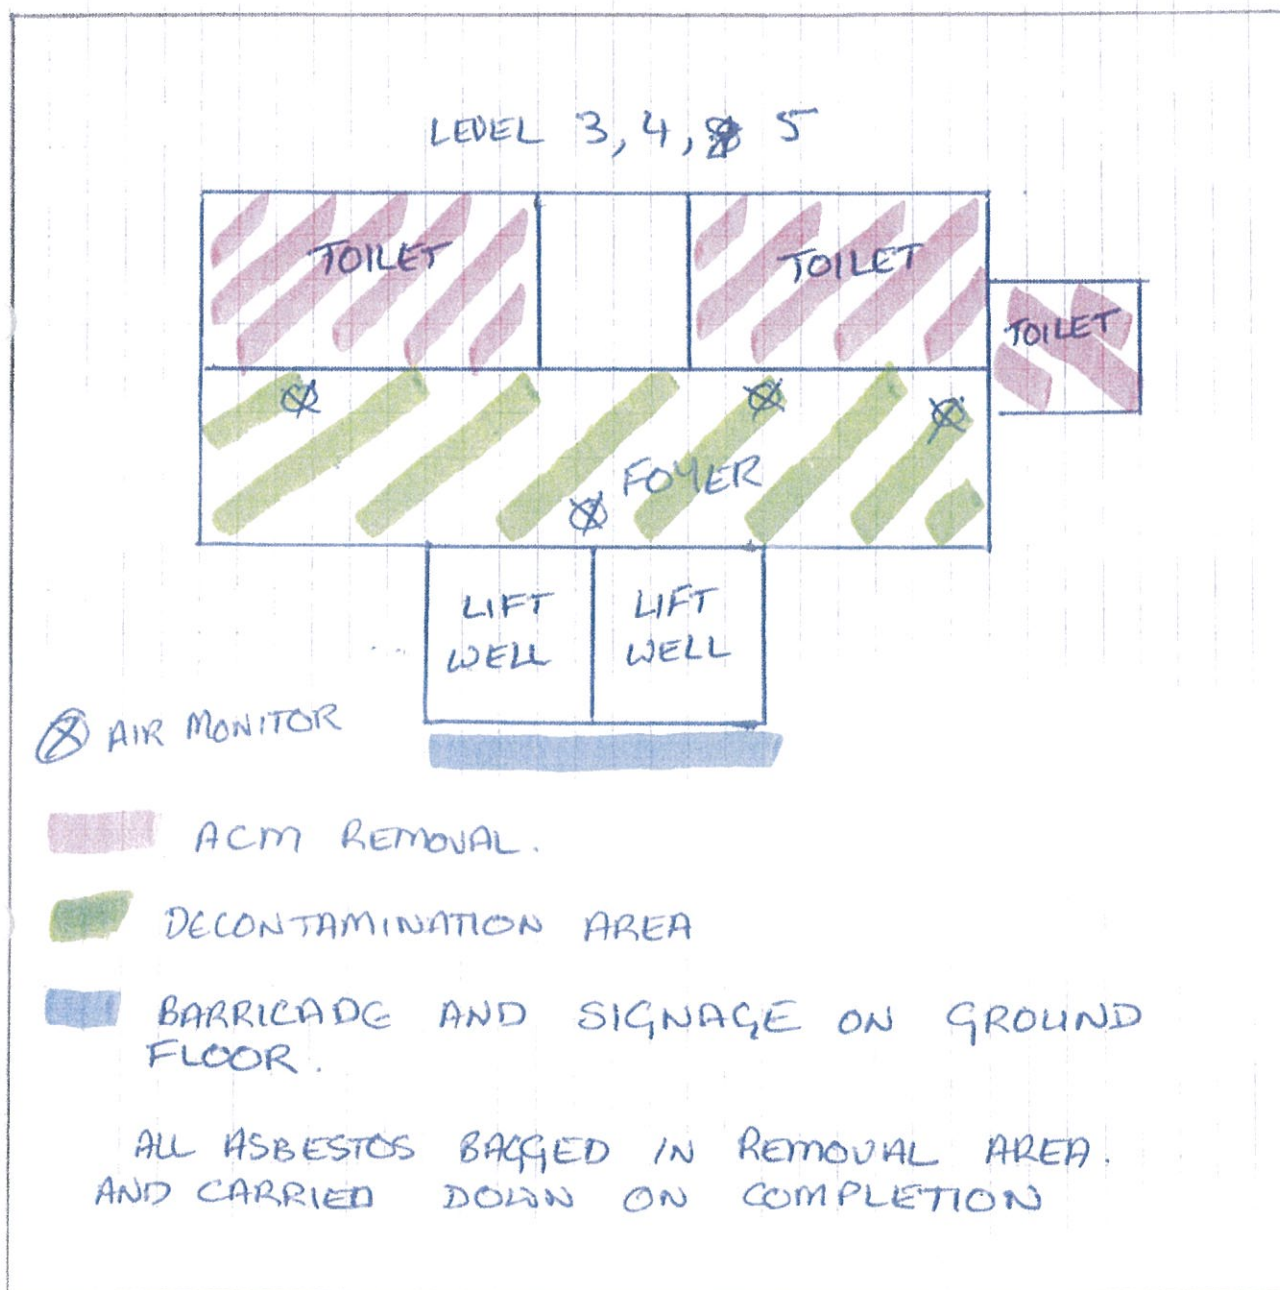 LEVEL 3, 4, 5
TOILET
TOILET
TOILET
FOYER
LIFT
WELL
LIFT
WELL
AIR MONITOR
ACM REMOVAL.
DECONTAMINATION AREA
BARRICADE AND SIGNAGE ON GROUND
FLOOR.
ALL ASBESTOS BAGGED IN REMOVAL AREA.
AND CARRIED DOWN ON COMPLETION